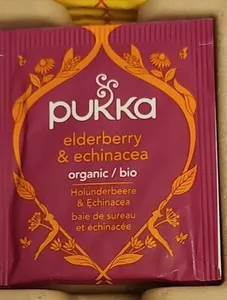 pukka
elderberry
& echinacea
organic / bio
Holunderbeere
& Echinacea
baie de sureau
et échinacée